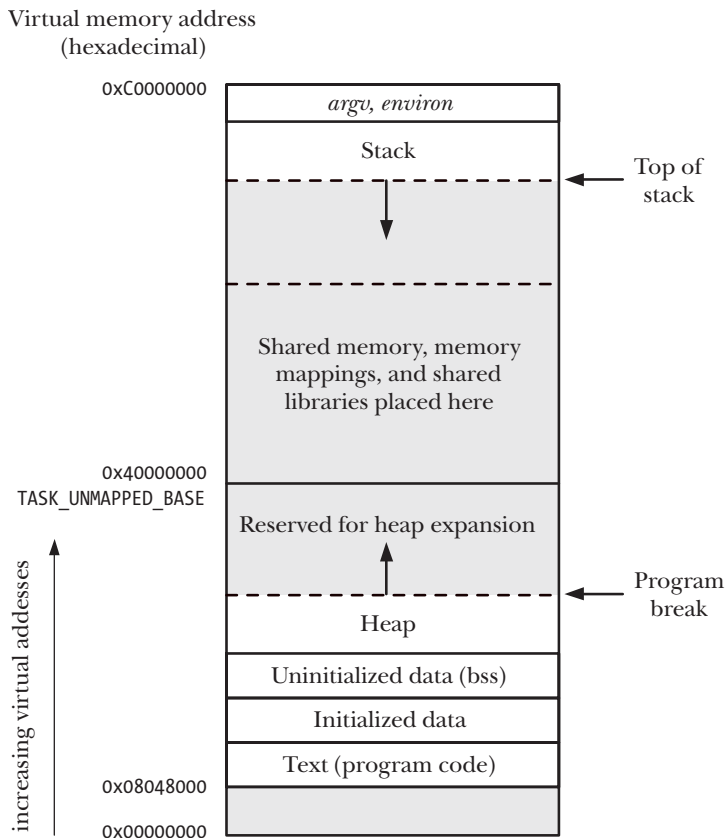 Virtual memory address
(hexadecimal)
0xC0000000
argv, environ
Stack
Top of
stack
Shared memory, memory
mappings, and shared
libraries placed here
0x40000000
TASK_UNMAPPED_BASE
Reserved for heap expansion
Program
break
Heap
Uninitialized data (bss)
Initialized data
Text (program code)
0x08048000
0x00000000
increasing virtual addesses